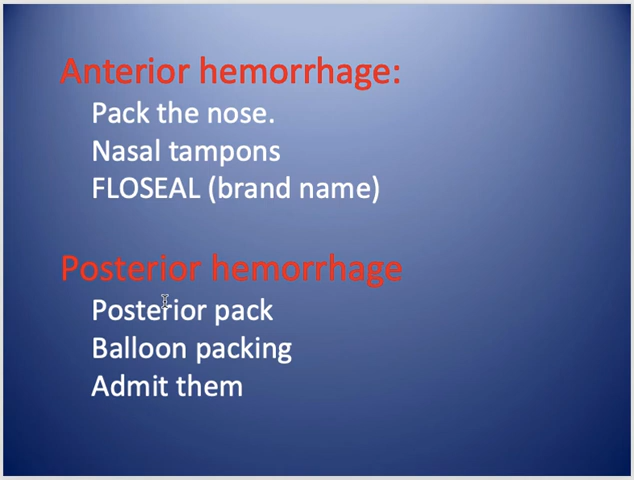 Anterior hemorrhage:
Pack the nose.
Nasal tampons
FLOSEAL (brand name)
Posterior hemorrhage
Posterior pack
Balloon packing
Admit them